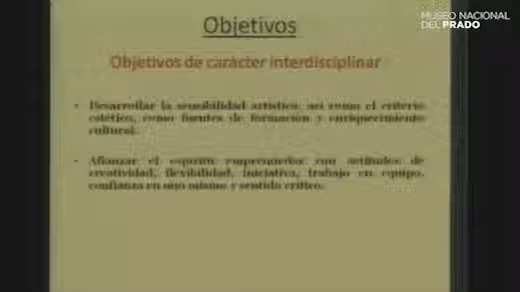 MUSEO NACIONAL
DEL PRADO
Objetivos
Objetivos de carácter interdisciplinar
• Desarrollar la sensibilidad artística, así como el criterio
estético, como fuentes de formación y enriquecimiento
cultural.
• Afianzar el espíritu emprendedor con actitudes de
creatividad, flexibilidad, iniciativa, trabajo en equipo,
confianza en uno mismo y sentido crítico.